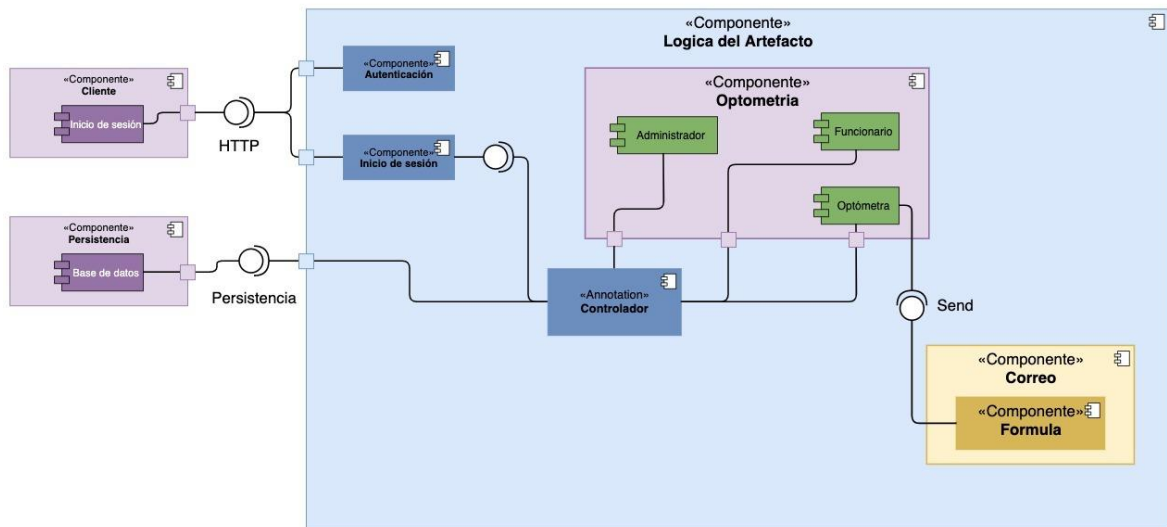 «Componente»
Logica del Artefacto
«Componente»
Autenticación
«Componente»
Cliente
Inicio de sesión
HTTP
«Componente»
Inicio de sesión
«Componente»
Optometria
Administrador
Funcionario
Optómetra
«Componente»
Persistencia
Base de datos
Persistencia
«Annotation»
Controlador
Send
«Componente»
Correo
«Componente»
Formula